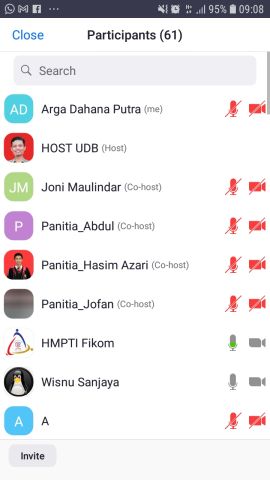 95% 09:08
Close Participants (61)
Search
AD Arga Dahana Putra (me)
HOST UDB (Host)
JM Joni Maulindar (Co-host)
P Panitia_Abdul (Co-host)
Panitia_Hasim Azari (Co-host)
Panitia_Jofan (Co-host)
HMPTI Fikom
Wisnu Sanjaya
A A
Invite